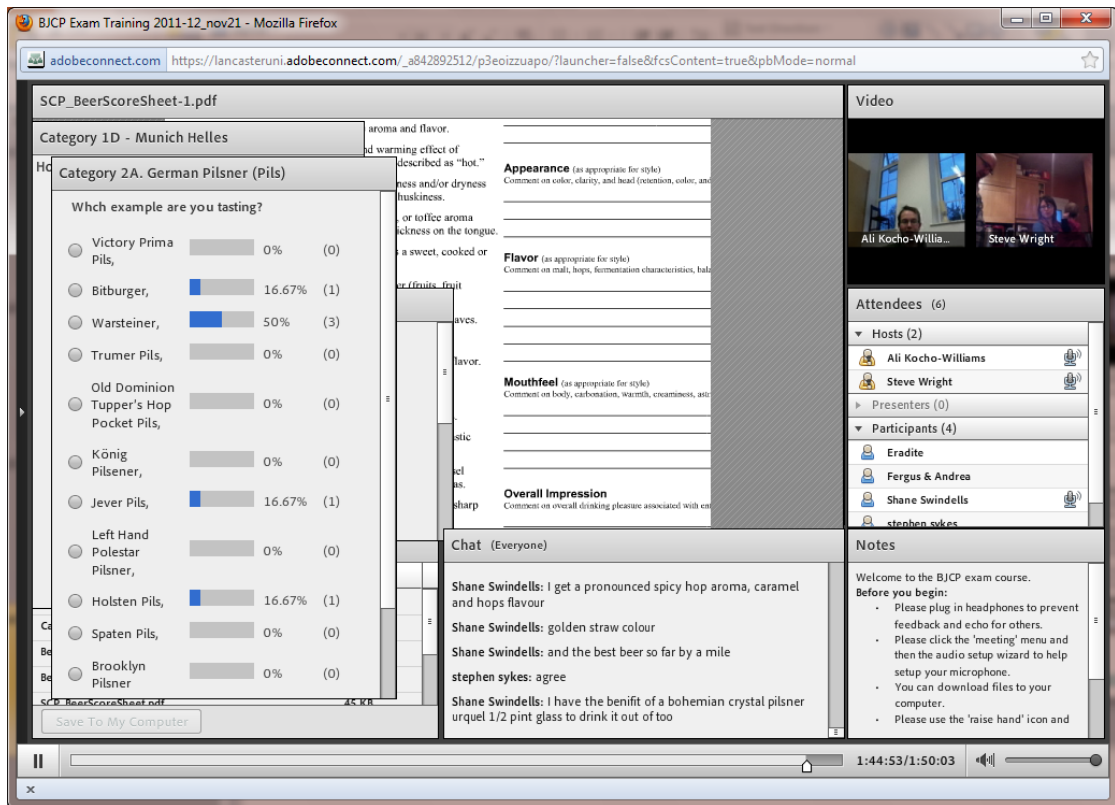 BJCP Exam Training 2011-12_nov21 - Mozilla Firefox
adobeconnect.com https://lancasteruni.adobeconnect.com/_a842892512/p3eoizzuapo/?launcher=false&fcsContent=true&pbMode=normal
SCP_BeerScoreSheet-1.pdf
Category 1D - Munich Helles
Ho
Category 2A. German Pilsner (Pils)
Whch example are you tasting?
Victory Prima
Pils, 0% (0)
Bitburger, 16.67% (1)
Warsteiner, 50% (3)
Trumer Pils, 0% (0)
Old Dominion
Tupper's Hop 0% (0)
Pocket Pils,
König
Pilsener, 0% (0)
Jever Pils, 16.67% (1)
Left Hand
Polestar 0% (0)
Pilsner,
Holsten Pils, 16.67% (1)
Spaten Pils, 0% (0)
Brooklyn
Pilsner 0% (0)
Ca
Be
Be
SCP_BeerScoreSheet.pdf 45 KB
Save To My Computer
aroma and flavor.
d warming effect of
described as “hot.”
ness and/or dryness
huskiness.
, or toffee aroma
ickness on the tongue.
s a sweet, cooked or
er (fruits, fruit
aves.
lavor.
stic
sel
as.
sharp
Appearance (as appropriate for style)
Comment on color, clarity, and head (retention, color, and
Flavor (as appropriate for style)
Comment on malt, hops, fermentation characteristics, bala
Mouthfeel (as appropriate for style)
Comment on body, carbonation, warmth, creaminess, astr
Overall Impression
Comment on overall drinking pleasure associated with ent
Chat (Everyone)
Shane Swindells: I get a pronounced spicy hop aroma, caramel
and hops flavour
Shane Swindells: golden straw colour
Shane Swindells: and the best beer so far by a mile
stephen sykes: agree
Shane Swindells: I have the benifit of a bohemian crystal pilsner
urquel 1/2 pint glass to drink it out of too
Video
Ali Kocho-Willia... Steve Wright
Attendees (6)
Hosts (2)
Ali Kocho-Williams
Steve Wright
Presenters (0)
Participants (4)
Eradite
Fergus & Andrea
Shane Swindells
stephen sykes
Notes
Welcome to the BJCP exam course.
Before you begin:
• Please plug in headphones to prevent
feedback and echo for others.
• Please click the 'meeting' menu and
then the audio setup wizard to help
setup your microphone.
• You can download files to your
computer.
• Please use the 'raise hand' icon and
1:44:53/1:50:03